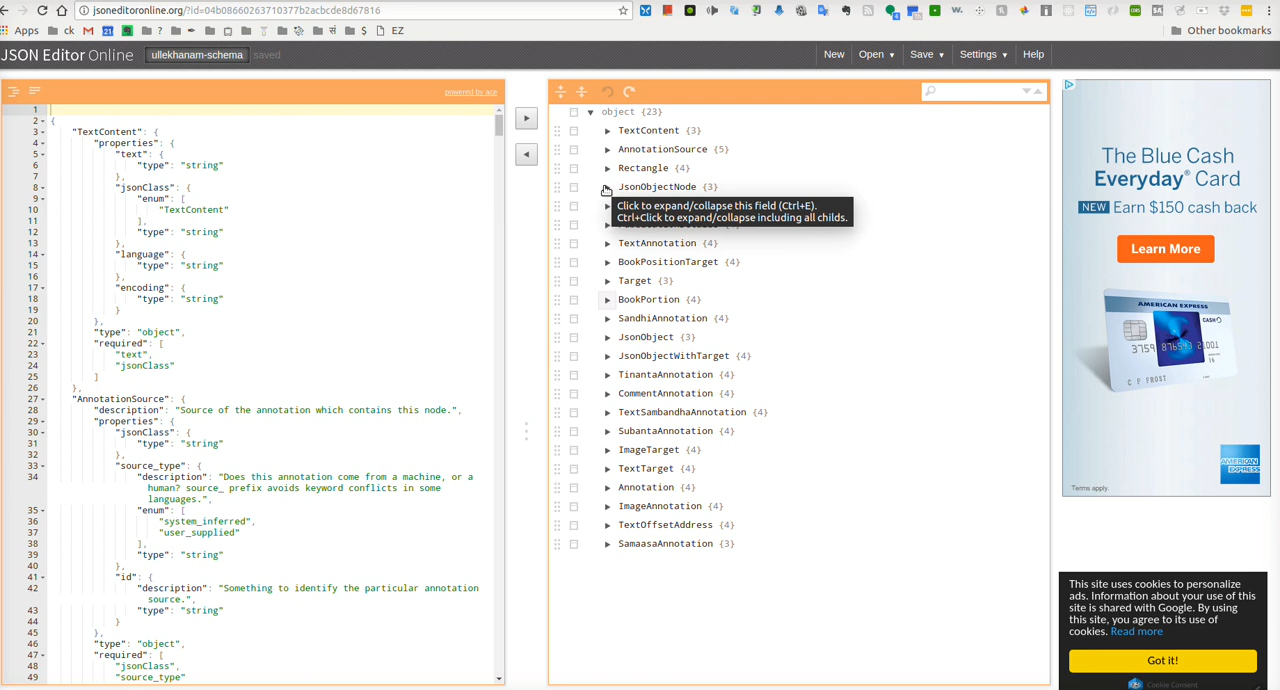 jsoneditoronline.org/?id=04b08660263710377b2acbcde8d67816
Apps ck M 21 ? $ EZ Other bookmarks
JSON Editor Online ullekhanam-schema saved New Open ▼ Save ▼ Settings ▼ Help
powered by ace
1
2 {
3 "TextContent": {
4 "properties": {
5 "text": {
6 "type": "string"
7 },
8 "jsonClass": {
9 "enum": [
10 "TextContent"
11 ],
12 "type": "string"
13 },
14 "language": {
15 "type": "string"
16 },
17 "encoding": {
18 "type": "string"
19 }
20 },
21 "type": "object",
22 "required": [
23 "text",
24 "jsonClass"
25 ]
26 },
27 "AnnotationSource": {
28 "description": "Source of the annotation which contains this node.",
29 "properties": {
30 "jsonClass": {
31 "type": "string"
32 },
33 "source_type": {
34 "description": "Does this annotation come from a machine, or a
human? source_ prefix avoids keyword conflicts in some
languages.",
35 "enum": [
36 "system_inferred",
37 "user_supplied"
38 ],
39 "type": "string"
40 },
41 "id": {
42 "description": "Something to identify the particular annotation
source.",
43 "type": "string"
44 }
45 },
46 "type": "object",
47 "required": [
48 "jsonClass",
49 "source_type"
object {23}
TextContent {3}
AnnotationSource {5}
Rectangle {4}
JsonObjectNode {3}
Click to expand/collapse this field (Ctrl+E).
Ctrl+Click to expand/collapse including all childs.
TextAnnotation {4}
BookPositionTarget {4}
Target {3}
BookPortion {4}
SandhiAnnotation {4}
JsonObject {3}
JsonObjectWithTarget {4}
TinantaAnnotation {4}
CommentAnnotation {4}
TextSambandhaAnnotation {4}
SubantaAnnotation {4}
ImageTarget {4}
TextTarget {4}
Annotation {4}
ImageAnnotation {4}
TextOffsetAddress {4}
SamaasaAnnotation {3}
The Blue Cash
Everyday® Card
NEW Earn $150 cash back
Learn More
AMERICAN EXPRESS
C F FROST
AMERICAN
EXPRESS
Terms apply.
This site uses cookies to personalize
ads. Information about your use of this
site is shared with Google. By using
this site, you agree to its use of
cookies. Read more
Got it!
Cookie Consent